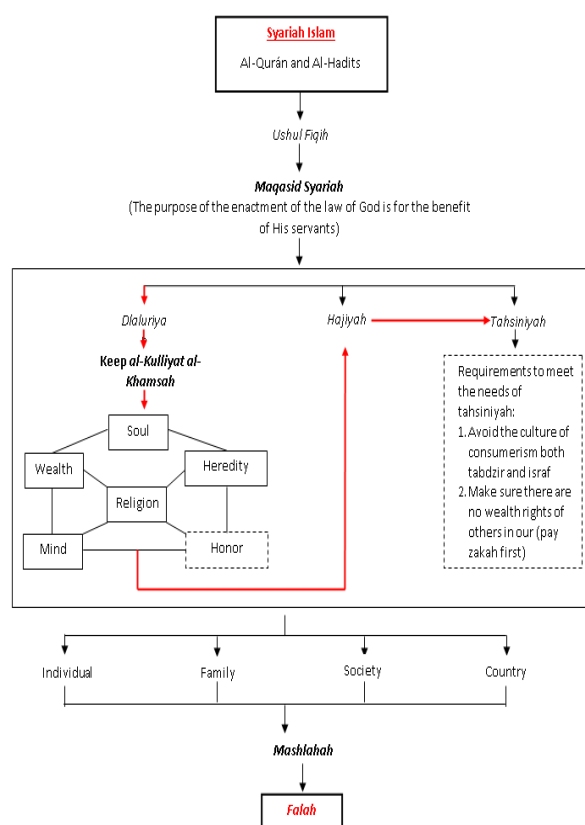 Syariah Islam
Al-Qurán and Al-Hadits
Ushul Fiqih
Maqasid Syariah
(The purpose of the enactment of the law of God is for the benefit
of His servants)
Dlaluriya
Hajiyah
Tahsiniyah
Keep al-Kulliyat al-
Khamsah
Soul
Wealth
Heredity
Religion
Mind
Honor
Requirements to meet
the needs of
tahsiniyah:
1. Avoid the culture of
consumerism both
tabdzir and israf
2. Make sure there are
no wealth rights of
others in our (pay
zakah first)
Individual
Family
Society
Country
Mashlahah
Falah